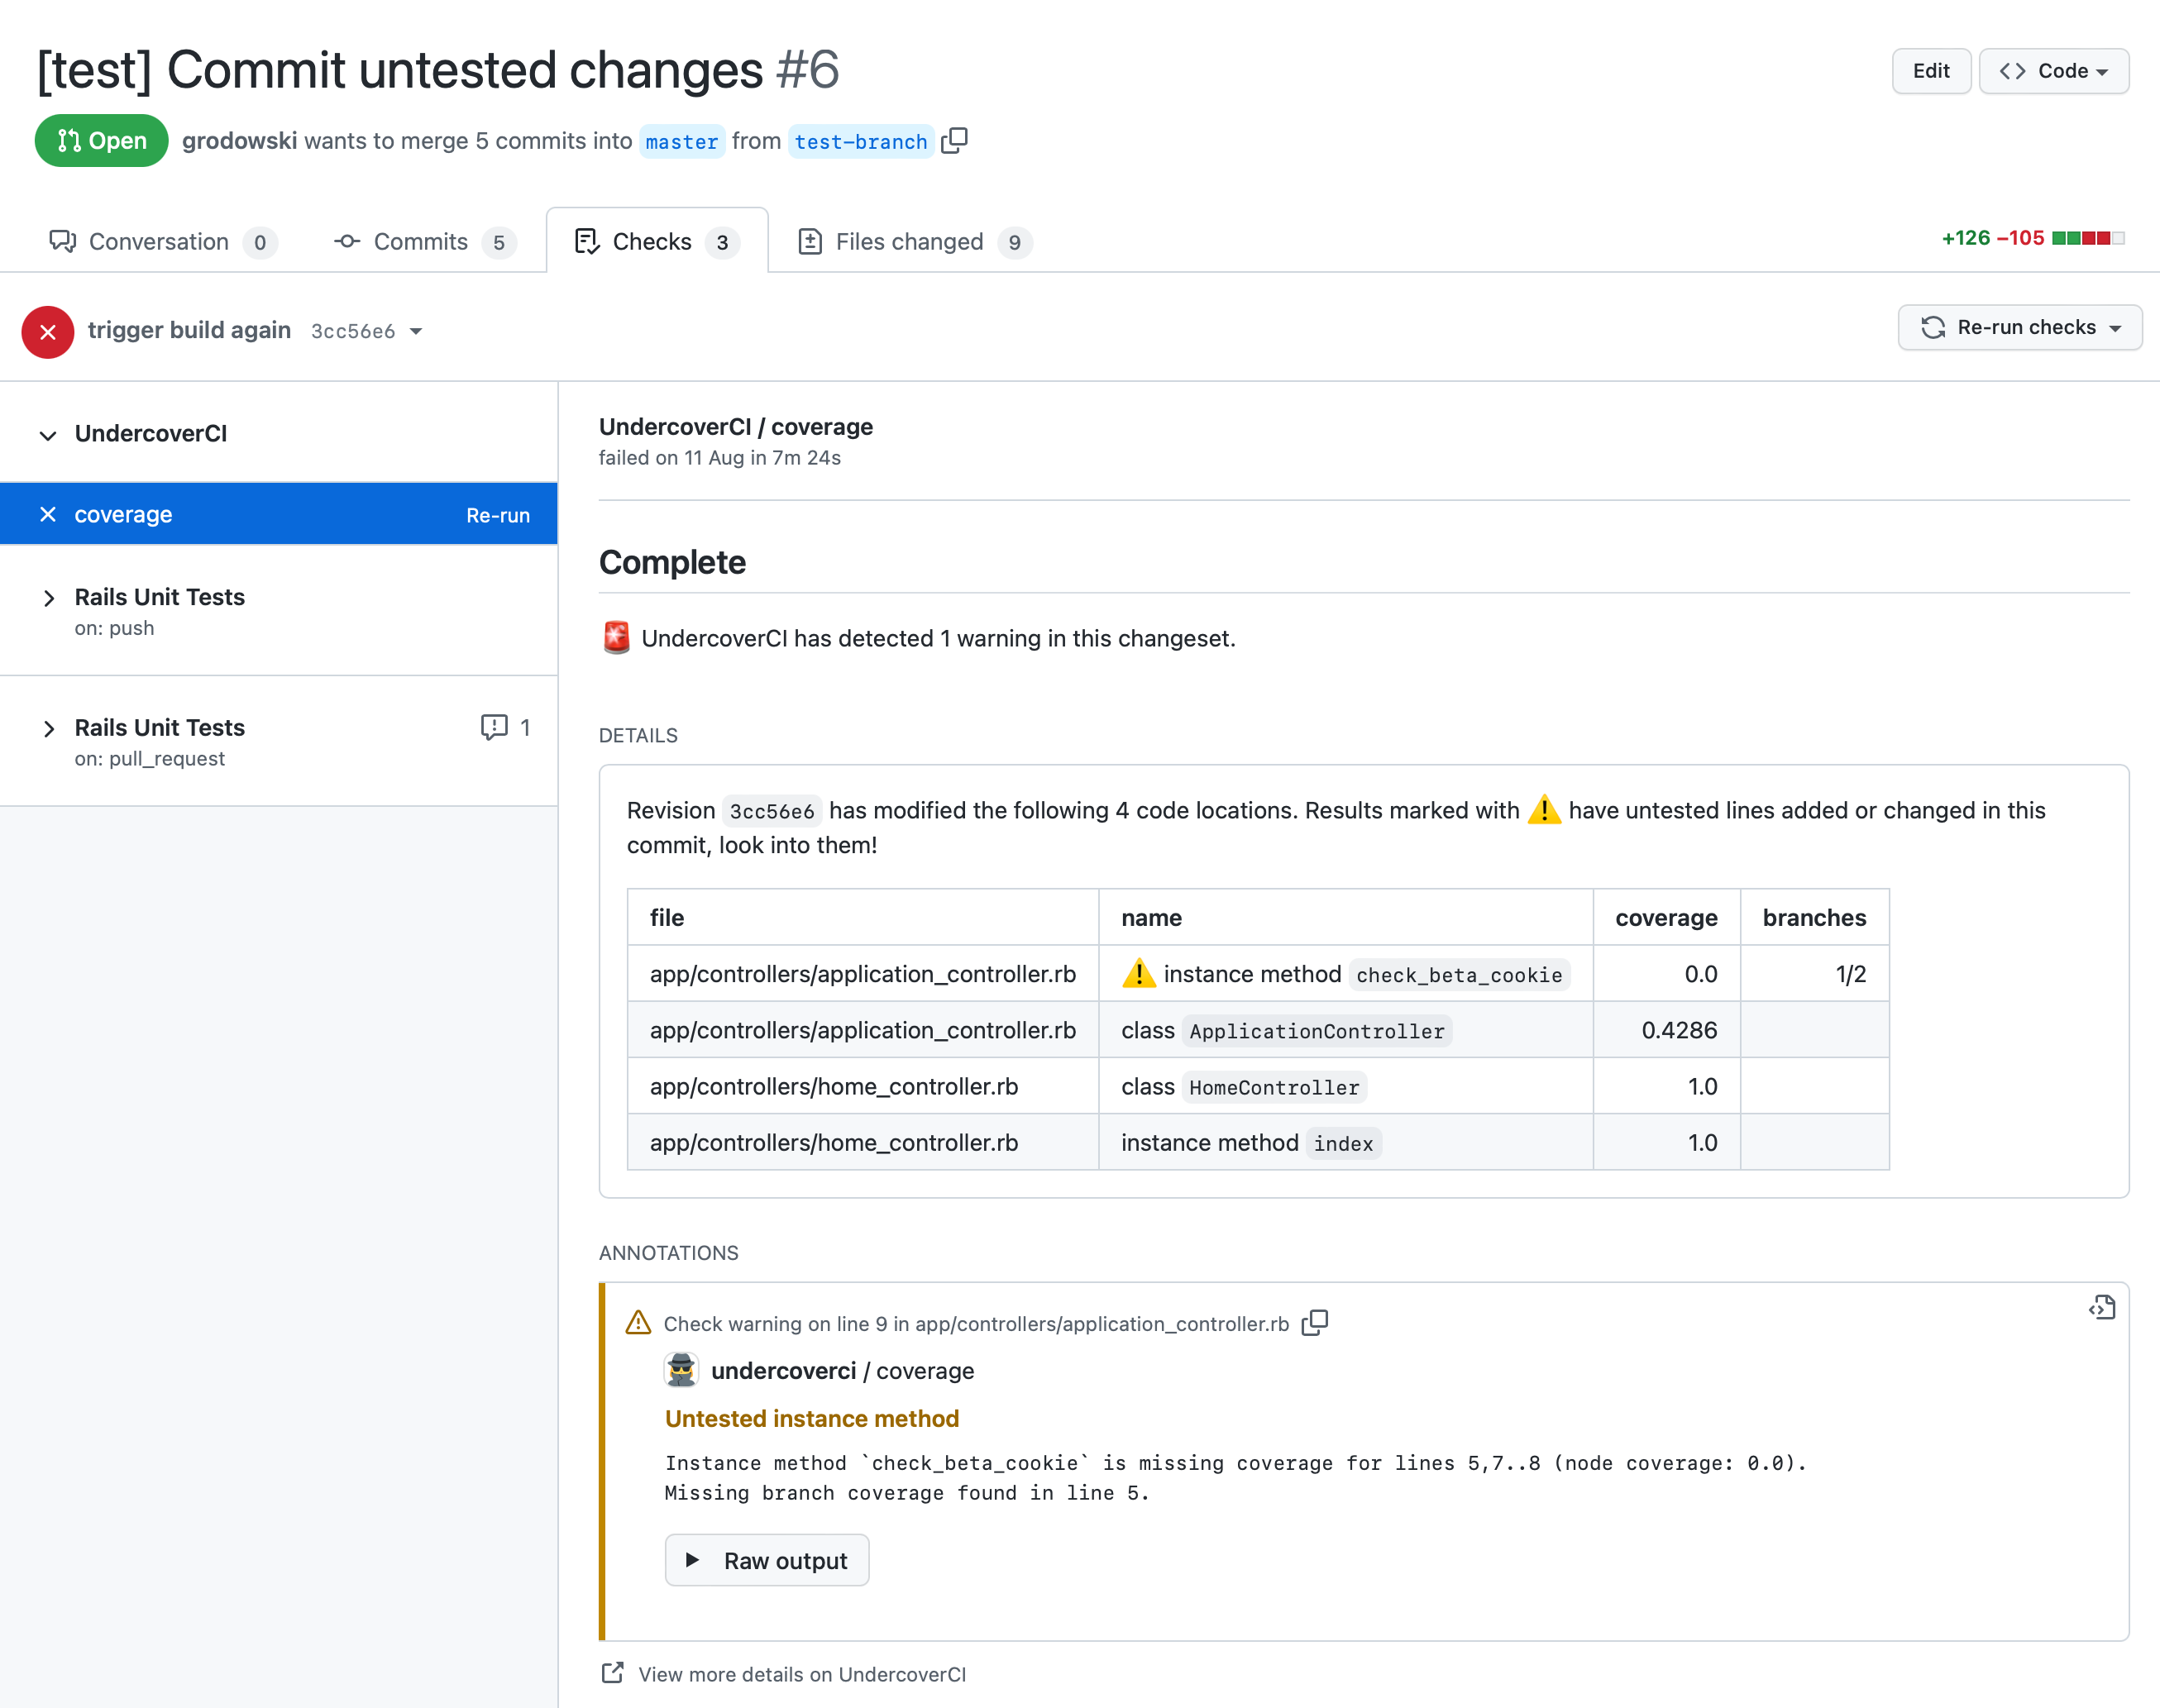 [test] Commit untested changes #6
Edit
Code
Open
grodowski wants to merge 5 commits into master from test-branch
Conversation 0
Commits 5
Checks 3
Files changed 9
+126 −105
trigger build again 3cc56e6
Re-run checks
UndercoverCI
coverage
Re-run
Rails Unit Tests
on: push
Rails Unit Tests
1
on: pull_request
UndercoverCI / coverage
failed on 11 Aug in 7m 24s
Complete
🚨 UndercoverCI has detected 1 warning in this changeset.
DETAILS
Revision 3cc56e6 has modified the following 4 code locations. Results marked with ⚠️ have untested lines added or changed in this
commit, look into them!
file name coverage branches
app/controllers/application_controller.rb ⚠️ instance method check_beta_cookie 0.0 1/2
app/controllers/application_controller.rb class ApplicationController 0.4286
app/controllers/home_controller.rb class HomeController 1.0
app/controllers/home_controller.rb instance method index 1.0
ANNOTATIONS
Check warning on line 9 in app/controllers/application_controller.rb
undercoverci / coverage
Untested instance method
Instance method `check_beta_cookie` is missing coverage for lines 5,7..8 (node coverage: 0.0).
Missing branch coverage found in line 5.
Raw output
View more details on UndercoverCI